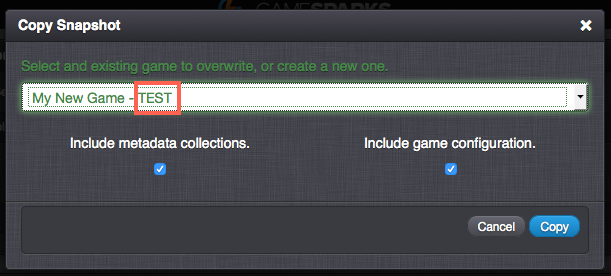 GAMESPARKS
Copy Snapshot
Select and existing game to overwrite, or create a new one.
My New Game - TEST
Include metadata collections. Include game configuration.
Cancel Copy